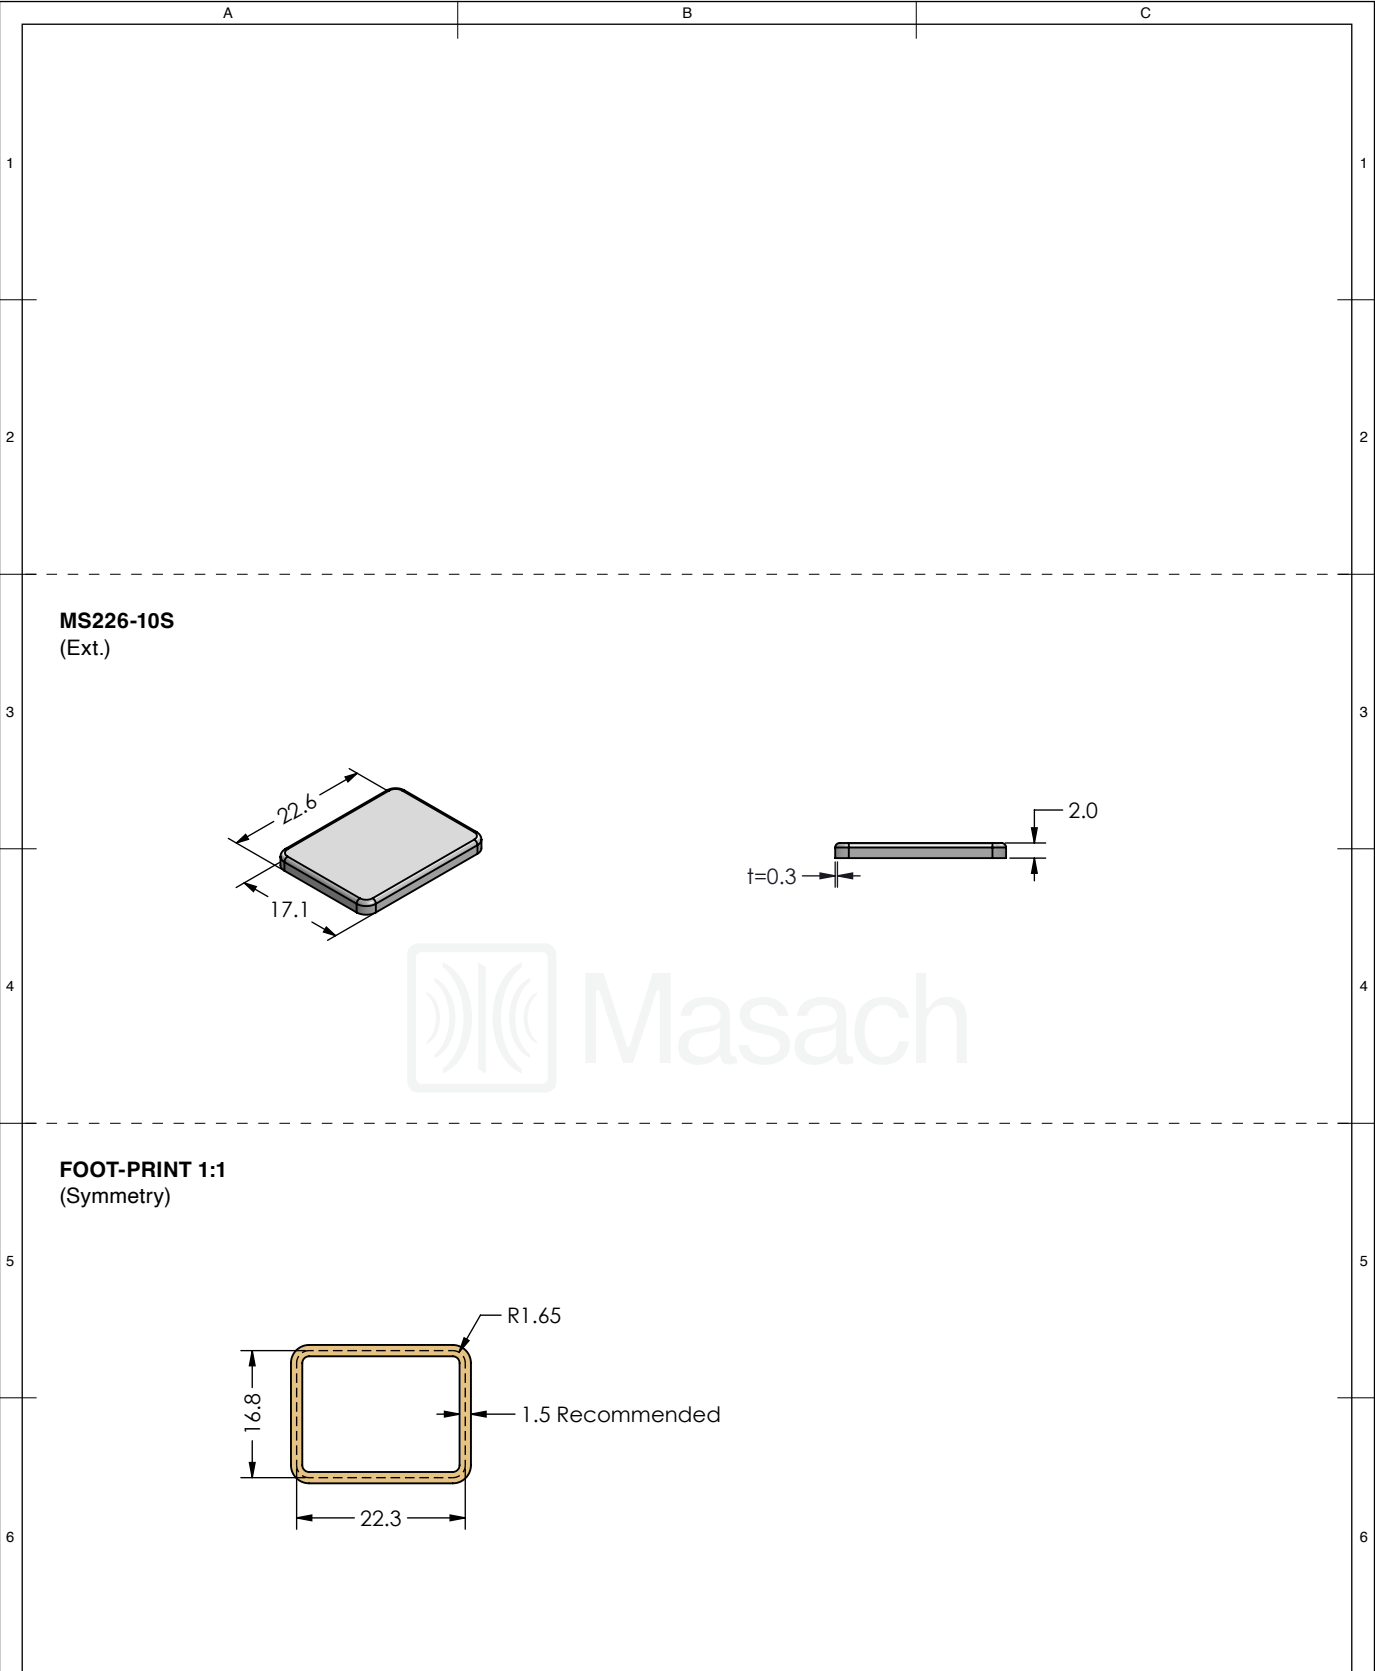 A B C
1 1
2 2
MS226-10S
(Ext.)
3 3
22.6
2.0
t=0.3
17.1
4 4
Masach
FOOT-PRINT 1:1
(Symmetry)
5 5
R1.65
16.8
1.5 Recommended
22.3
6 6